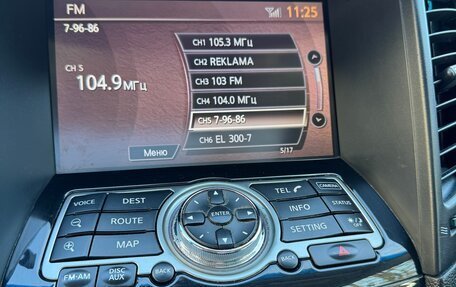 FM
11:25
7-96-86
CH 5
104.9 МГц
CH1 105.3 МГц
CH2 REKLAMA
CH3 103 FM
CH4 104.0 МГц
CH5 7-96-86
CH6 EL 300-7
Меню
5/17
VOICE
DEST
ROUTE
MAP
FM·AM
DISC AUX
BACK
ENTER
TEL
CAMERA
INFO
STATUS
SETTING
OFF
BACK